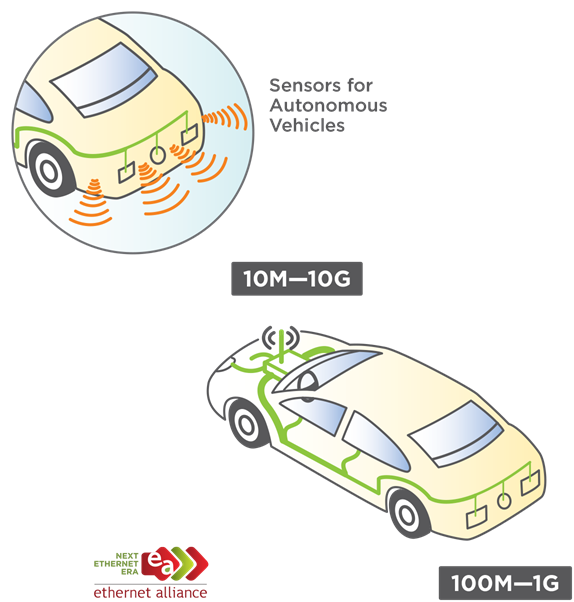 Sensors for
Autonomous
Vehicles
10M—10G
NEXT
ETHERNET
ERA
ea
ethernet alliance
100M—1G